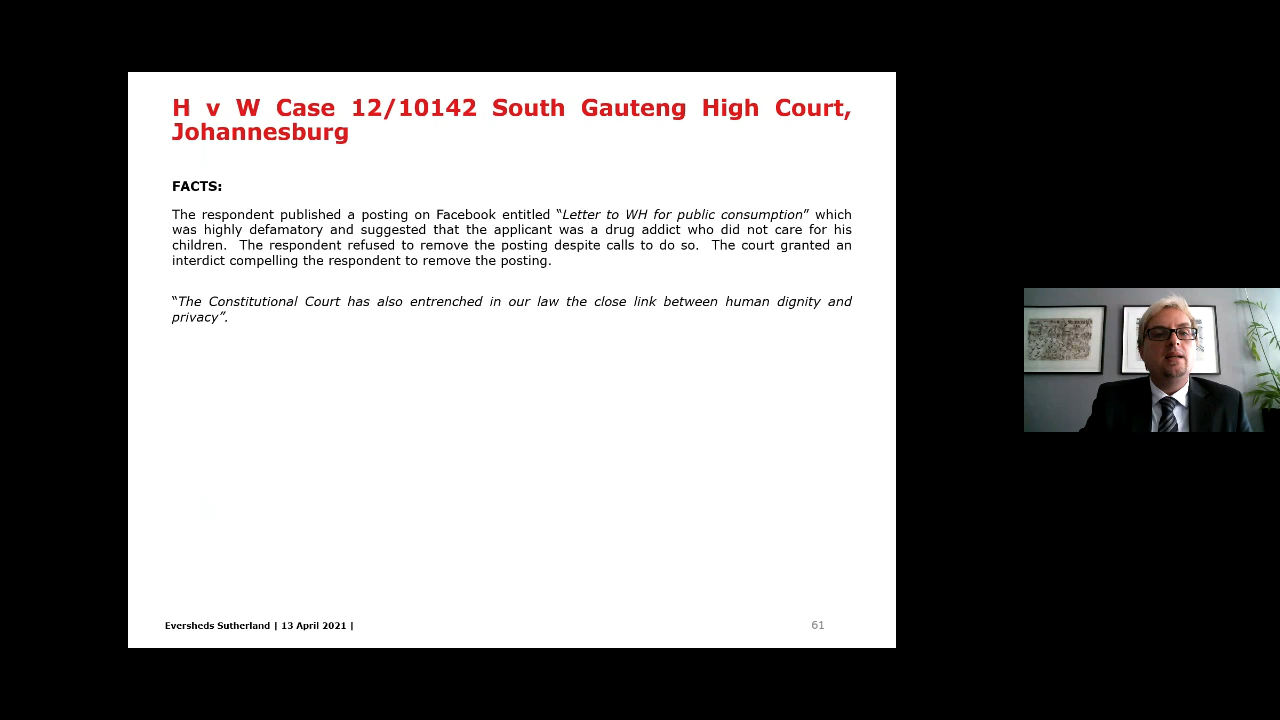 H v W Case 12/10142 South Gauteng High Court,
Johannesburg
FACTS:
The respondent published a posting on Facebook entitled “Letter to WH for public consumption” which
was highly defamatory and suggested that the applicant was a drug addict who did not care for his
children.  The respondent refused to remove the posting despite calls to do so.  The court granted an
interdict compelling the respondent to remove the posting.
“The Constitutional Court has also entrenched in our law the close link between human dignity and
privacy”.
Eversheds Sutherland | 13 April 2021 |
61